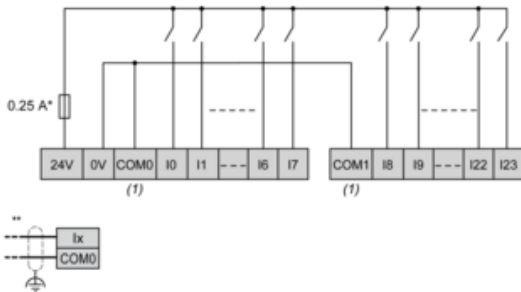 0.25 A*
24V 0V COM0 I0 I1 --- I6 I7 COM1 I8 I9 --- I22 I23
(1) (1)
**
Ix
COM0